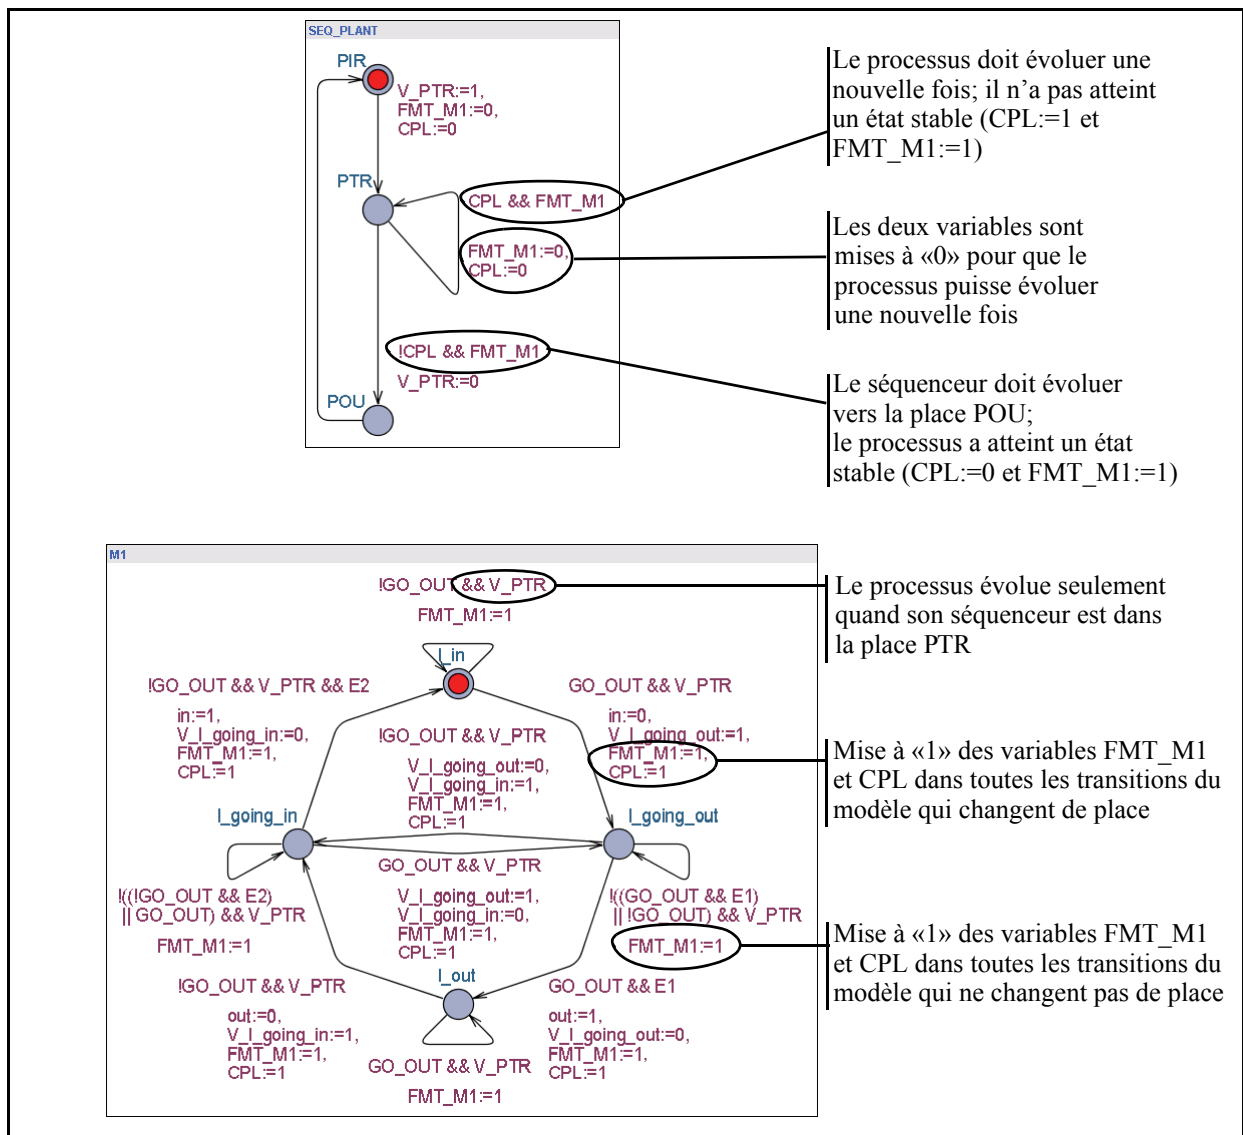 SEQ_PLANT
PIR
V_PTR:=1,
FMT_M1:=0,
CPL:=0
PTR
CPL && FMT_M1
FMT_M1:=0,
CPL:=0
!CPL && FMT_M1
V_PTR:=0
POU
Le processus doit évoluer une
nouvelle fois; il n'a pas atteint
un état stable (CPL:=1 et
FMT_M1:=1)
Les deux variables sont
mises à «0» pour que le
processus puisse évoluer
une nouvelle fois
Le séquenceur doit évoluer
vers la place POU;
le processus a atteint un état
stable (CPL:=0 et FMT_M1:=1)
M1
!GO_OUT && V_PTR
FMT_M1:=1
I_in
!GO_OUT && V_PTR && E2
in:=1,
V_I_going_in:=0,
FMT_M1:=1,
CPL:=1
GO_OUT && V_PTR
in:=0,
V_I_going_out:=1,
FMT_M1:=1,
CPL:=1
!GO_OUT && V_PTR
V_I_going_out:=0,
V_I_going_in:=1,
FMT_M1:=1,
CPL:=1
I_going_in
I_going_out
GO_OUT && V_PTR
V_I_going_out:=1,
V_I_going_in:=0,
FMT_M1:=1,
CPL:=1
!((!GO_OUT && E2)
|| GO_OUT) && V_PTR
FMT_M1:=1
!((GO_OUT && E1)
|| !GO_OUT) && V_PTR
FMT_M1:=1
I_out
!GO_OUT && V_PTR
out:=0,
V_I_going_in:=1,
FMT_M1:=1,
CPL:=1
GO_OUT && E1
out:=1,
V_I_going_out:=0,
FMT_M1:=1,
CPL:=1
GO_OUT && V_PTR
FMT_M1:=1
Le processus évolue seulement
quand son séquenceur est dans
la place PTR
Mise à «1» des variables FMT_M1
et CPL dans toutes les transitions du
modèle qui changent de place
Mise à «1» des variables FMT_M1
et CPL dans toutes les transitions du
modèle qui ne changent pas de place